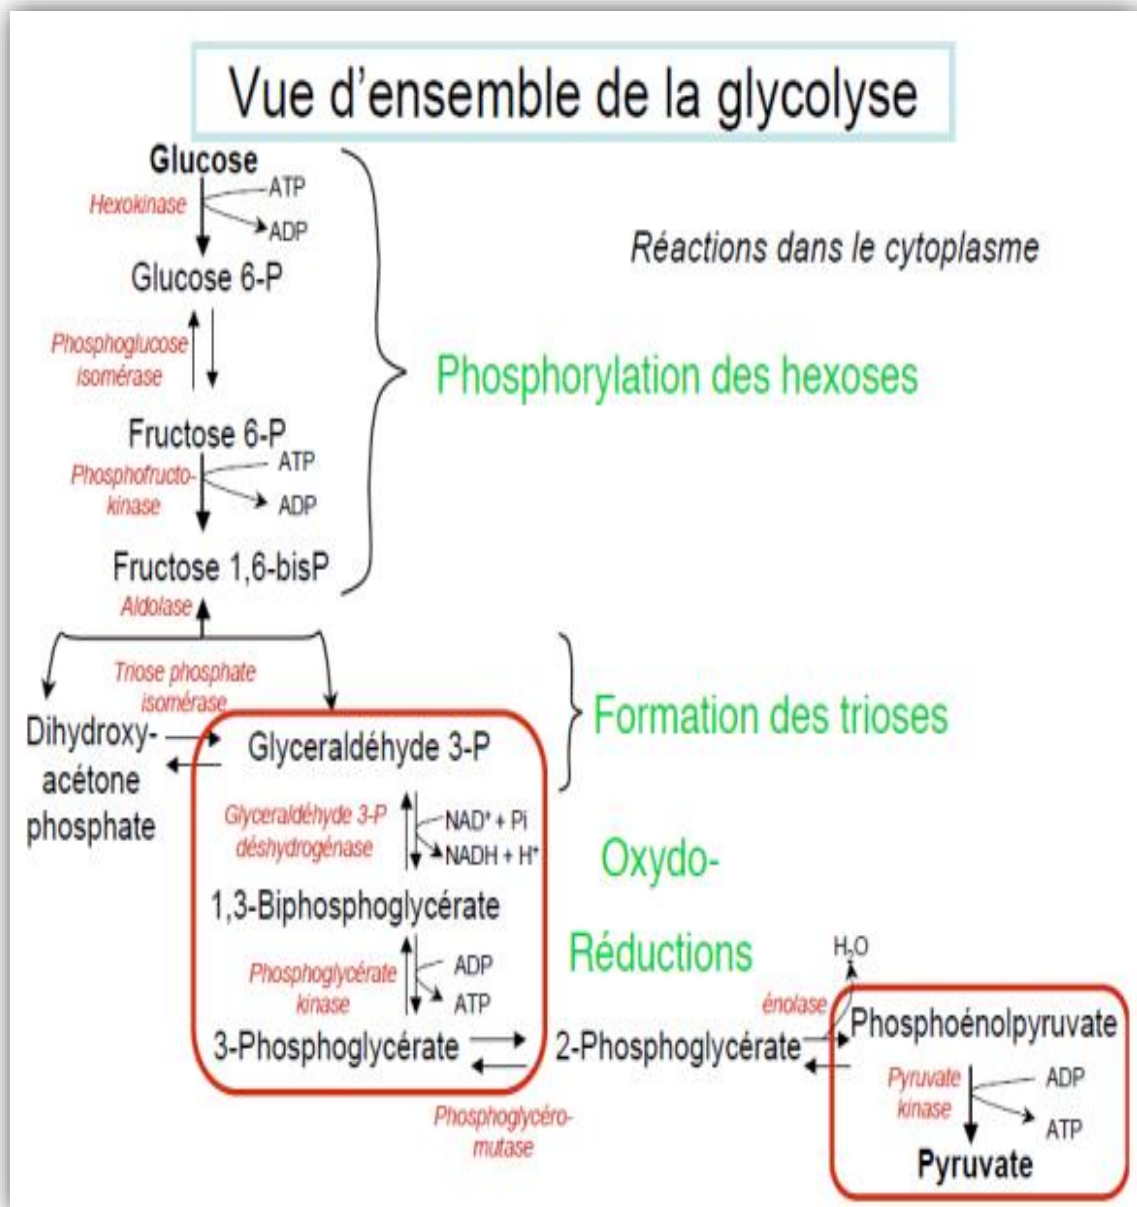 Vue d'ensemble de la glycolyse
Glucose
ATP
Hexokinase
ADP
Réactions dans le cytoplasme
Glucose 6-P
Phosphoglucose
isomérase
Phosphorylation des hexoses
Fructose 6-P
ATP
Phosphofructo-
kinase
ADP
Fructose 1,6-bisP
Aldolase
Triose phosphate
isomérase
Formation des trioses
Dihydroxy-
acétone
phosphate
Glyceraldéhyde 3-P
Glyceraldéhyde 3-P
déshydrogénase
NAD⁺ + Pi
NADH + H⁺
Oxydo-
Réductions
1,3-Biphosphoglycérate
Phosphoglycérate
kinase
ADP
ATP
3-Phosphoglycérate
Phosphoglycéro-
mutase
2-Phosphoglycérate
énolase
H₂O
Phosphoénolpyruvate
Pyruvate
kinase
ADP
ATP
Pyruvate